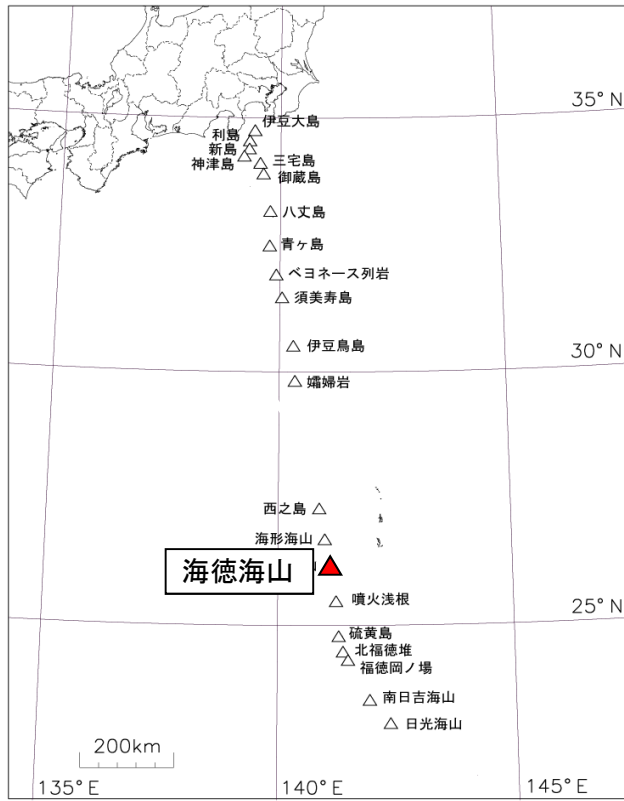 35°N
伊豆大島
利島
新島
神津島
三宅島
御蔵島
八丈島
青ヶ島
ベヨネース列岩
須美寿島
伊豆鳥島
30°N
孀婦岩
西之島
海形海山
海徳海山
噴火浅根
25°N
硫黄島
北福徳堆
福徳岡ノ場
南日吉海山
日光海山
200km
135°E
140°E
145°E